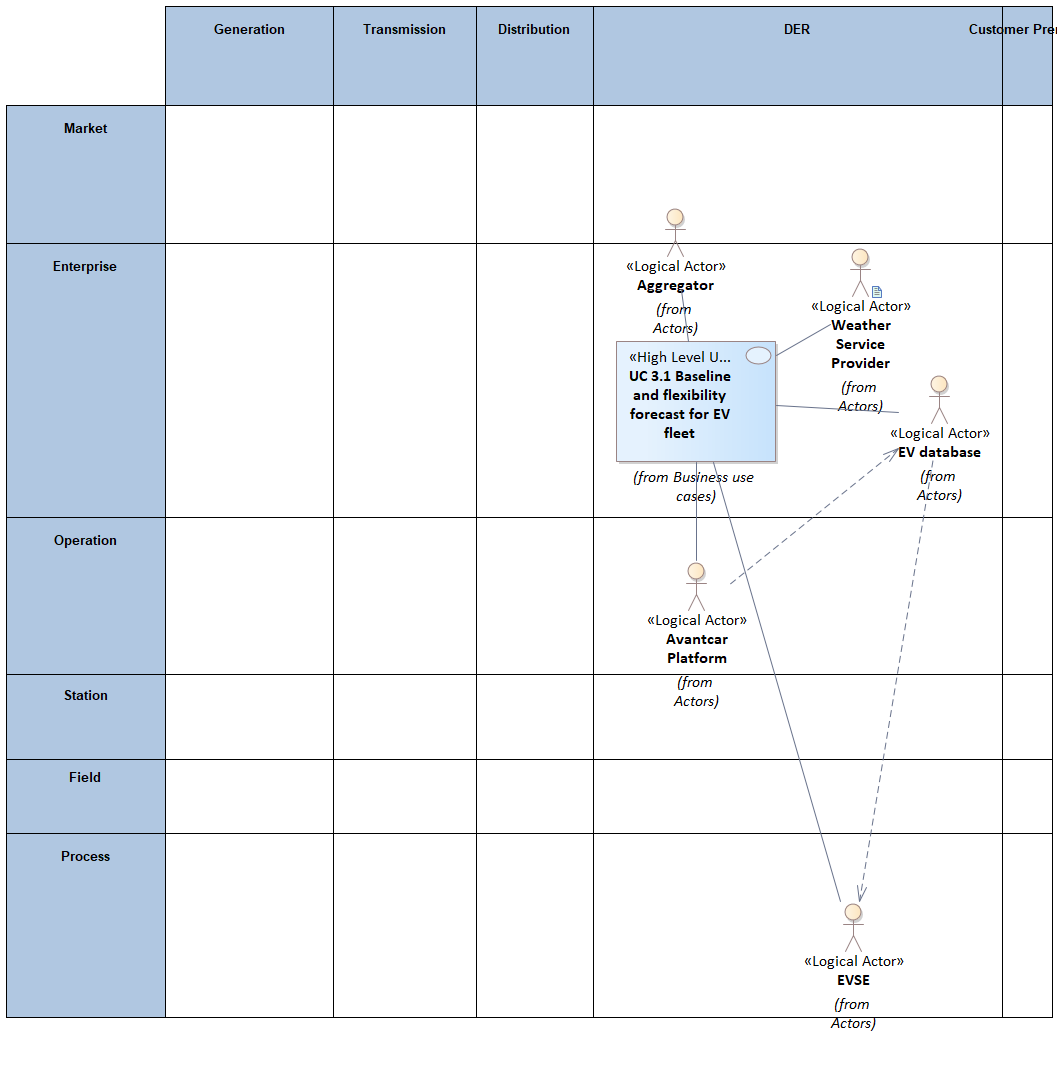 Generation
Transmission
Distribution
DER
Customer Pre
Market
Enterprise
«Logical Actor»
Aggregator
(from
Actors)
«Logical Actor»
Weather
Service
Provider
(from
Actors)
«High Level U...
UC 3.1 Baseline
and flexibility
forecast for EV
fleet
(from Business use
cases)
«Logical Actor»
EV database
(from
Actors)
Operation
«Logical Actor»
Avantcar
Platform
(from
Actors)
Station
Field
Process
«Logical Actor»
EVSE
(from
Actors)